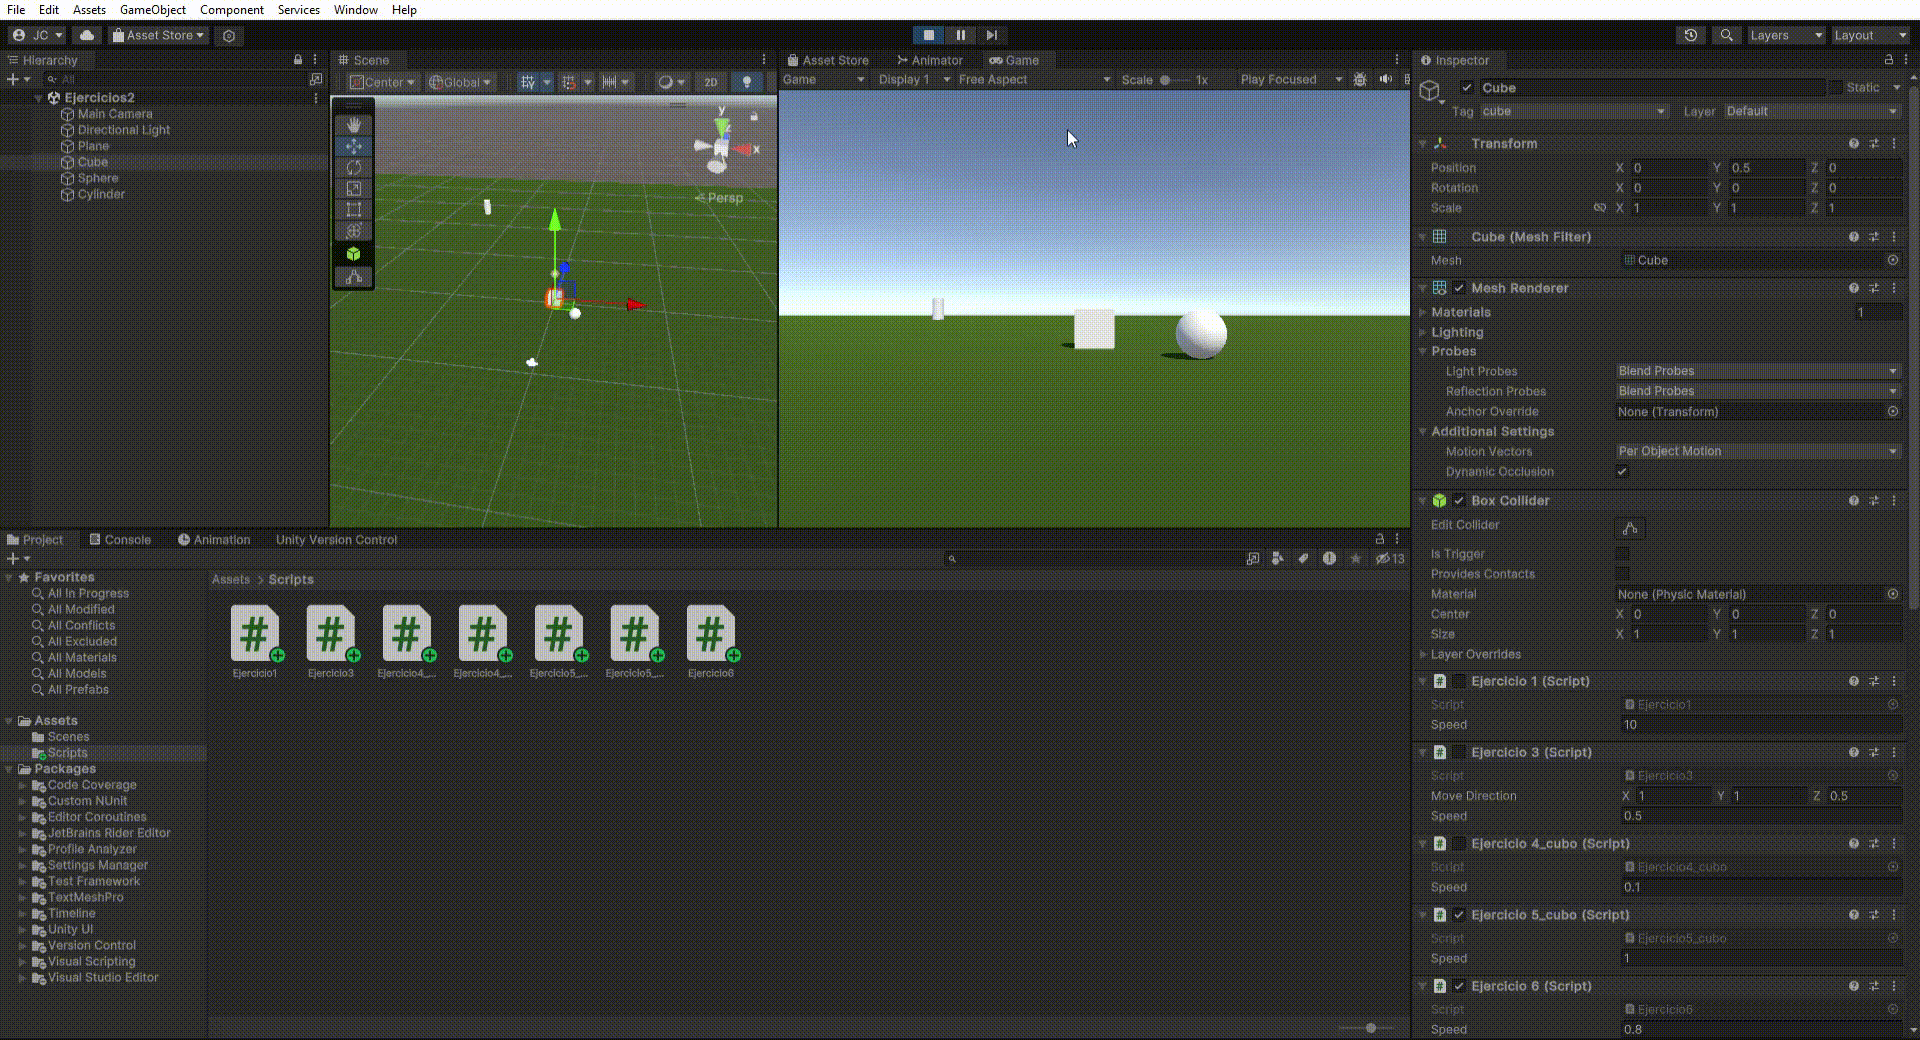 File Edit Assets GameObject Component Services Window Help
JC Asset Store Layers Layout
Hierarchy
All
Ejercicios2
Main Camera
Directional Light
Plane
Cube
Sphere
Cylinder
Scene
Center Global 2D
y
x
Persp
Asset Store Animator Game
Game Display 1 Free Aspect Scale 1x Play Focused
Inspector
Cube Static
Tag cube Layer Default
Transform
Position X 0 Y 0.5 Z 0
Rotation X 0 Y 0 Z 0
Scale X 1 Y 1 Z 1
Cube (Mesh Filter)
Mesh Cube
Mesh Renderer
Materials 1
Lighting
Probes
Light Probes Blend Probes
Reflection Probes Blend Probes
Anchor Override None (Transform)
Additional Settings
Motion Vectors Per Object Motion
Dynamic Occlusion
Box Collider
Edit Collider
Is Trigger
Provides Contacts
Material None (Physic Material)
Center X 0 Y 0 Z 0
Size X 1 Y 1 Z 1
Layer Overrides
Ejercicio 1 (Script)
Script Ejercicio1
Speed 10
Ejercicio 3 (Script)
Script Ejercicio3
Move Direction X 1 Y 1 Z 0.5
Speed 0.5
Ejercicio 4_cubo (Script)
Script Ejercicio4_cubo
Speed 0.1
Ejercicio 5_cubo (Script)
Script Ejercicio5_cubo
Speed 1
Ejercicio 6 (Script)
Script Ejercicio6
Speed 0.8
Project Console Animation Unity Version Control
13
Favorites
All In Progress
All Modified
All Conflicts
All Excluded
All Materials
All Models
All Prefabs
Assets
Scenes
Scripts
Packages
Code Coverage
Custom NUnit
Editor Coroutines
JetBrains Rider Editor
Profile Analyzer
Settings Manager
Test Framework
TextMeshPro
Timeline
Unity UI
Version Control
Visual Scripting
Visual Studio Editor
Assets > Scripts
Ejercicio1 Ejercicio3 Ejercicio4_... Ejercicio4_... Ejercicio5_... Ejercicio5_... Ejercicio6